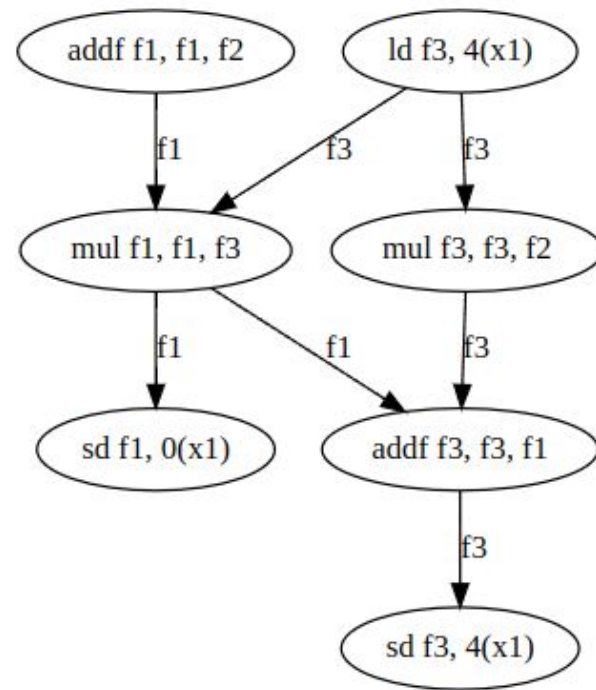 addf f1, f1, f2
ld f3, 4(x1)
f1
f3
f3
mul f1, f1, f3
mul f3, f3, f2
f1
f1
f3
sd f1, 0(x1)
addf f3, f3, f1
f3
sd f3, 4(x1)